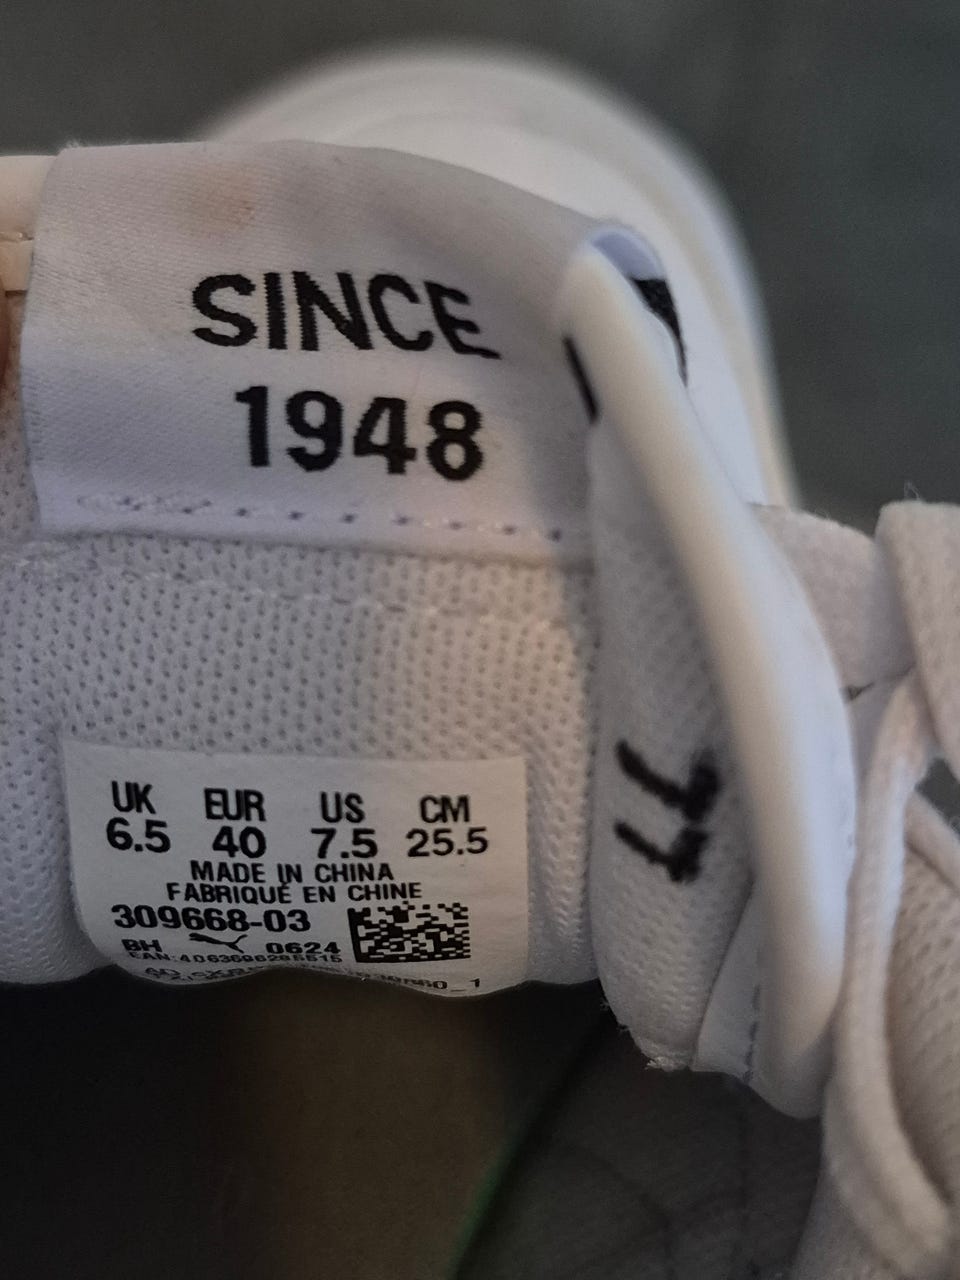 SINCE
1948
UK EUR US CM
6.5 40 7.5 25.5
MADE IN CHINA
FABRIQUÉ EN CHINE
309668-03
BH 0624